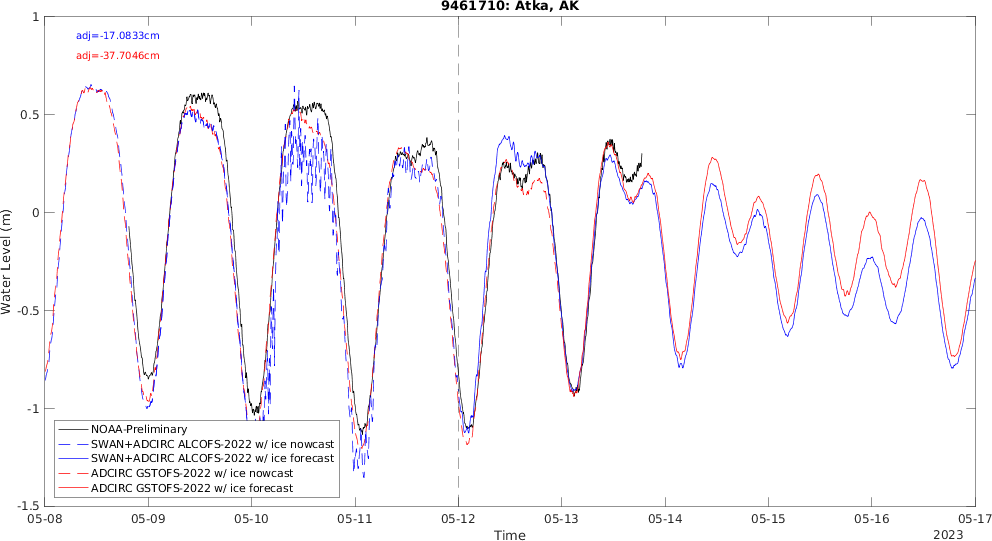 9461710: Atka, AK
adj=-17.0833cm
adj=-37.7046cm
1
0.5
0
-0.5
-1
-1.5
Water Level (m)
NOAA-Preliminary
SWAN+ADCIRC ALCOFS-2022 w/ ice nowcast
SWAN+ADCIRC ALCOFS-2022 w/ ice forecast
ADCIRC GSTOFS-2022 w/ ice nowcast
ADCIRC GSTOFS-2022 w/ ice forecast
05-08 05-09 05-10 05-11 05-12 05-13 05-14 05-15 05-16 05-17
Time
2023